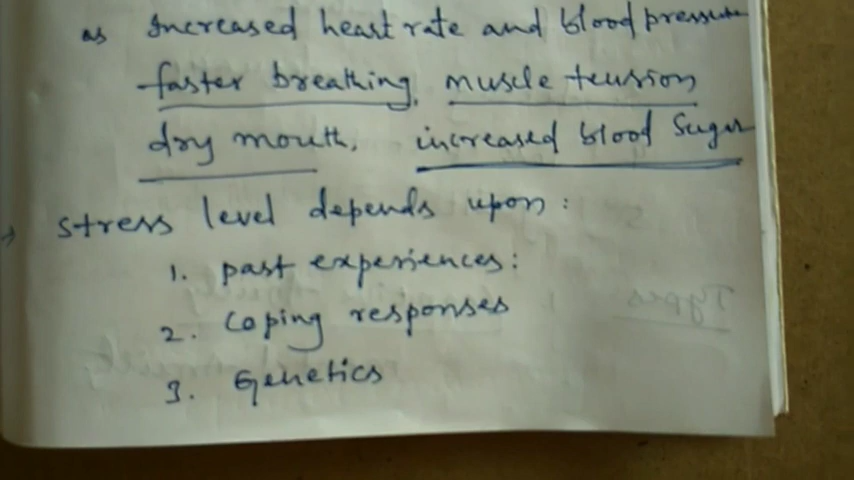 as Increased heart rate and blood pressure
faster breathing, muscle tension
dry mouth, increased blood Sugar
→ stress level depends upon:
1. past experiences:
2. Coping responses
3. Genetics
Types